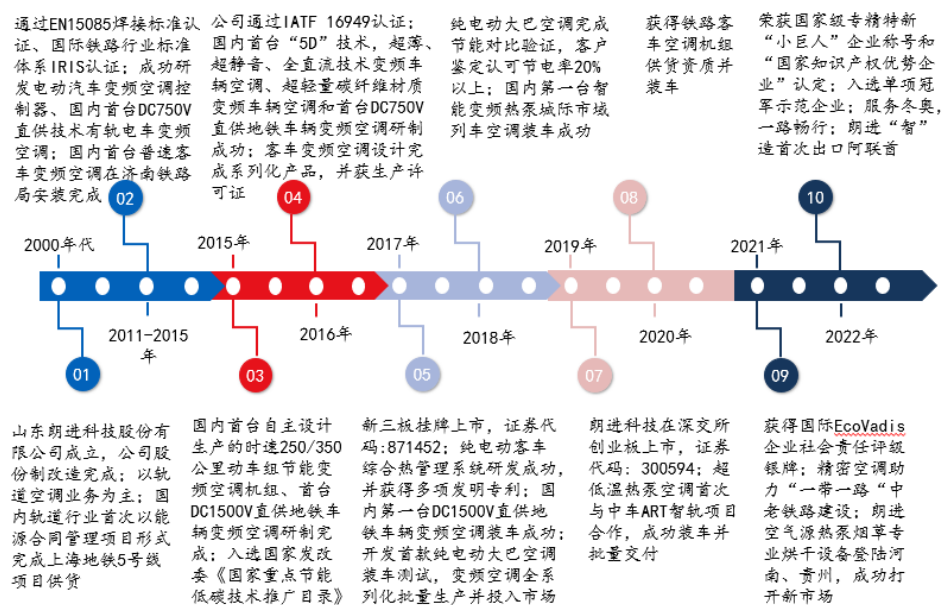 通过EN15085焊接标准认
证、国际铁路行业标准
体系IRIS认证；成功研
发电动汽车变频空调控
制器、国内首台DC750V
直供技术有轨电车变频
空调；国内首台普速客
车变频空调在济南铁路
局安装完成
公司通过IATF 16949认证；
国内首台“5D”技术，超薄、
超静音、全直流技术变频车
辆空调、超轻量碳纤维材质
变频车辆空调和首台DC750V
直供地铁车辆变频空调研制
成功；客车变频空调设计完
成系列化产品，并获生产许
可证
纯电动大巴空调完成
节能对比验证，客户
鉴定认可节电率20%
以上；国内第一台智
能变频热泵城际市域
列车空调装车成功
获得铁路客
车空调机组
供货资质并
装车
荣获国家级专精特新
“小巨人”企业称号和
“国家知识产权优势企
业”认定；入选单项冠
军示范企业；服务冬奥，
一路畅行；朗进“智”
造首次出口阿联酋
02
04
06
08
10
2000年代
2015年
2017年
2019年
2021年
2011-2015
年
2016年
2018年
2020年
2022年
01
03
05
07
09
山东朗进科技股份有
限公司成立，公司股
份制改造完成；以轨
道空调业务为主；国
内轨道行业首次以能
源合同管理项目形式
完成上海地铁5号线
项目供货
国内首台自主设计
生产的时速250/350
公里动车组节能变
频空调机组、首台
DC1500V直供地铁车
辆变频空调研制完
成；入选国家发改
委《国家重点节能
低碳技术推广目录》
新三板挂牌上市，证券代
码:871452；纯电动客车
综合热管理系统研发成功，
并获得多项发明专利；国
内第一台DC1500V直供地
铁车辆变频空调装车成功；
开发首款纯电动大巴空调
装车测试，变频空调全系
列化批量生产并投入市场
朗进科技在深交所
创业板上市，证券
代码：300594；超
低温热泵空调首次
与中车ART智轨项目
合作，成功装车并
批量交付
获得国际EcoVadis
企业社会责任评级
银牌；精密空调助
力“一带一路“中
老铁路建设；朗进
空气源热泵烟草专
业烘干设备登陆河
南、贵州，成功打
开新市场